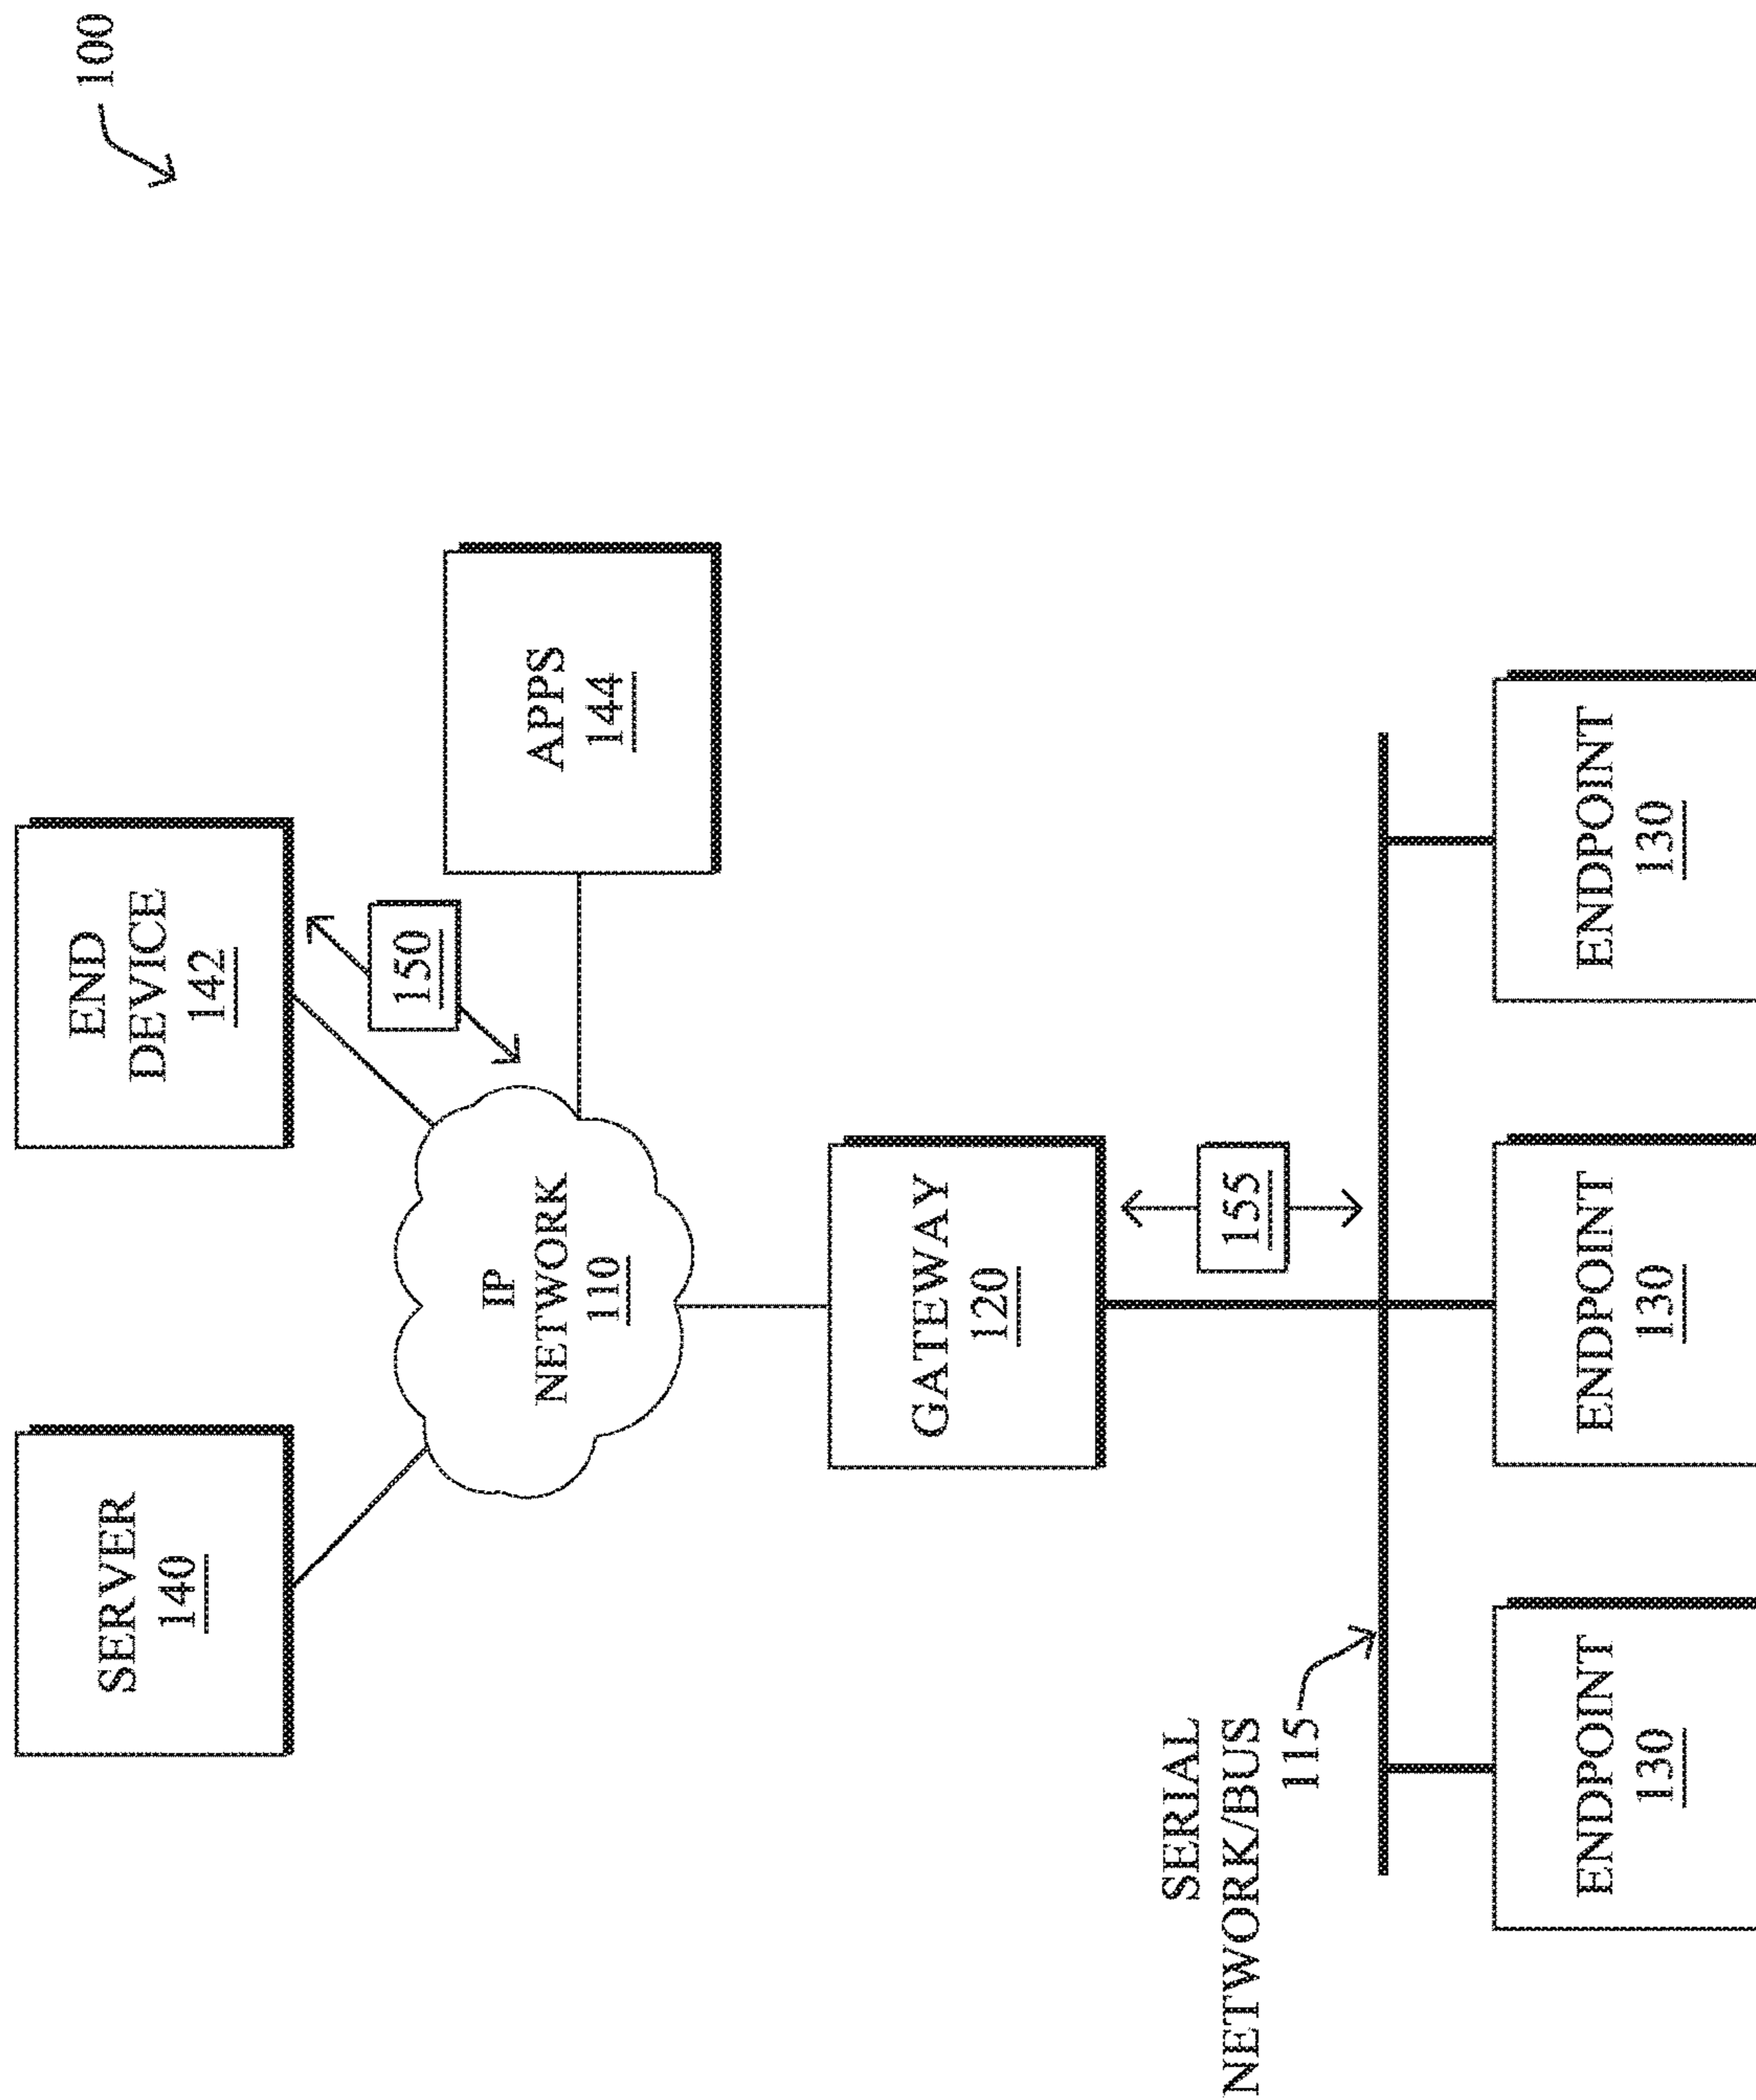 100
SERVER
140
END
DEVICE
142
150
APPS
144
IP
NETWORK
110
GATEWAY
120
155
SERIAL
NETWORK/BUS
115
ENDPOINT
130
ENDPOINT
130
ENDPOINT
130